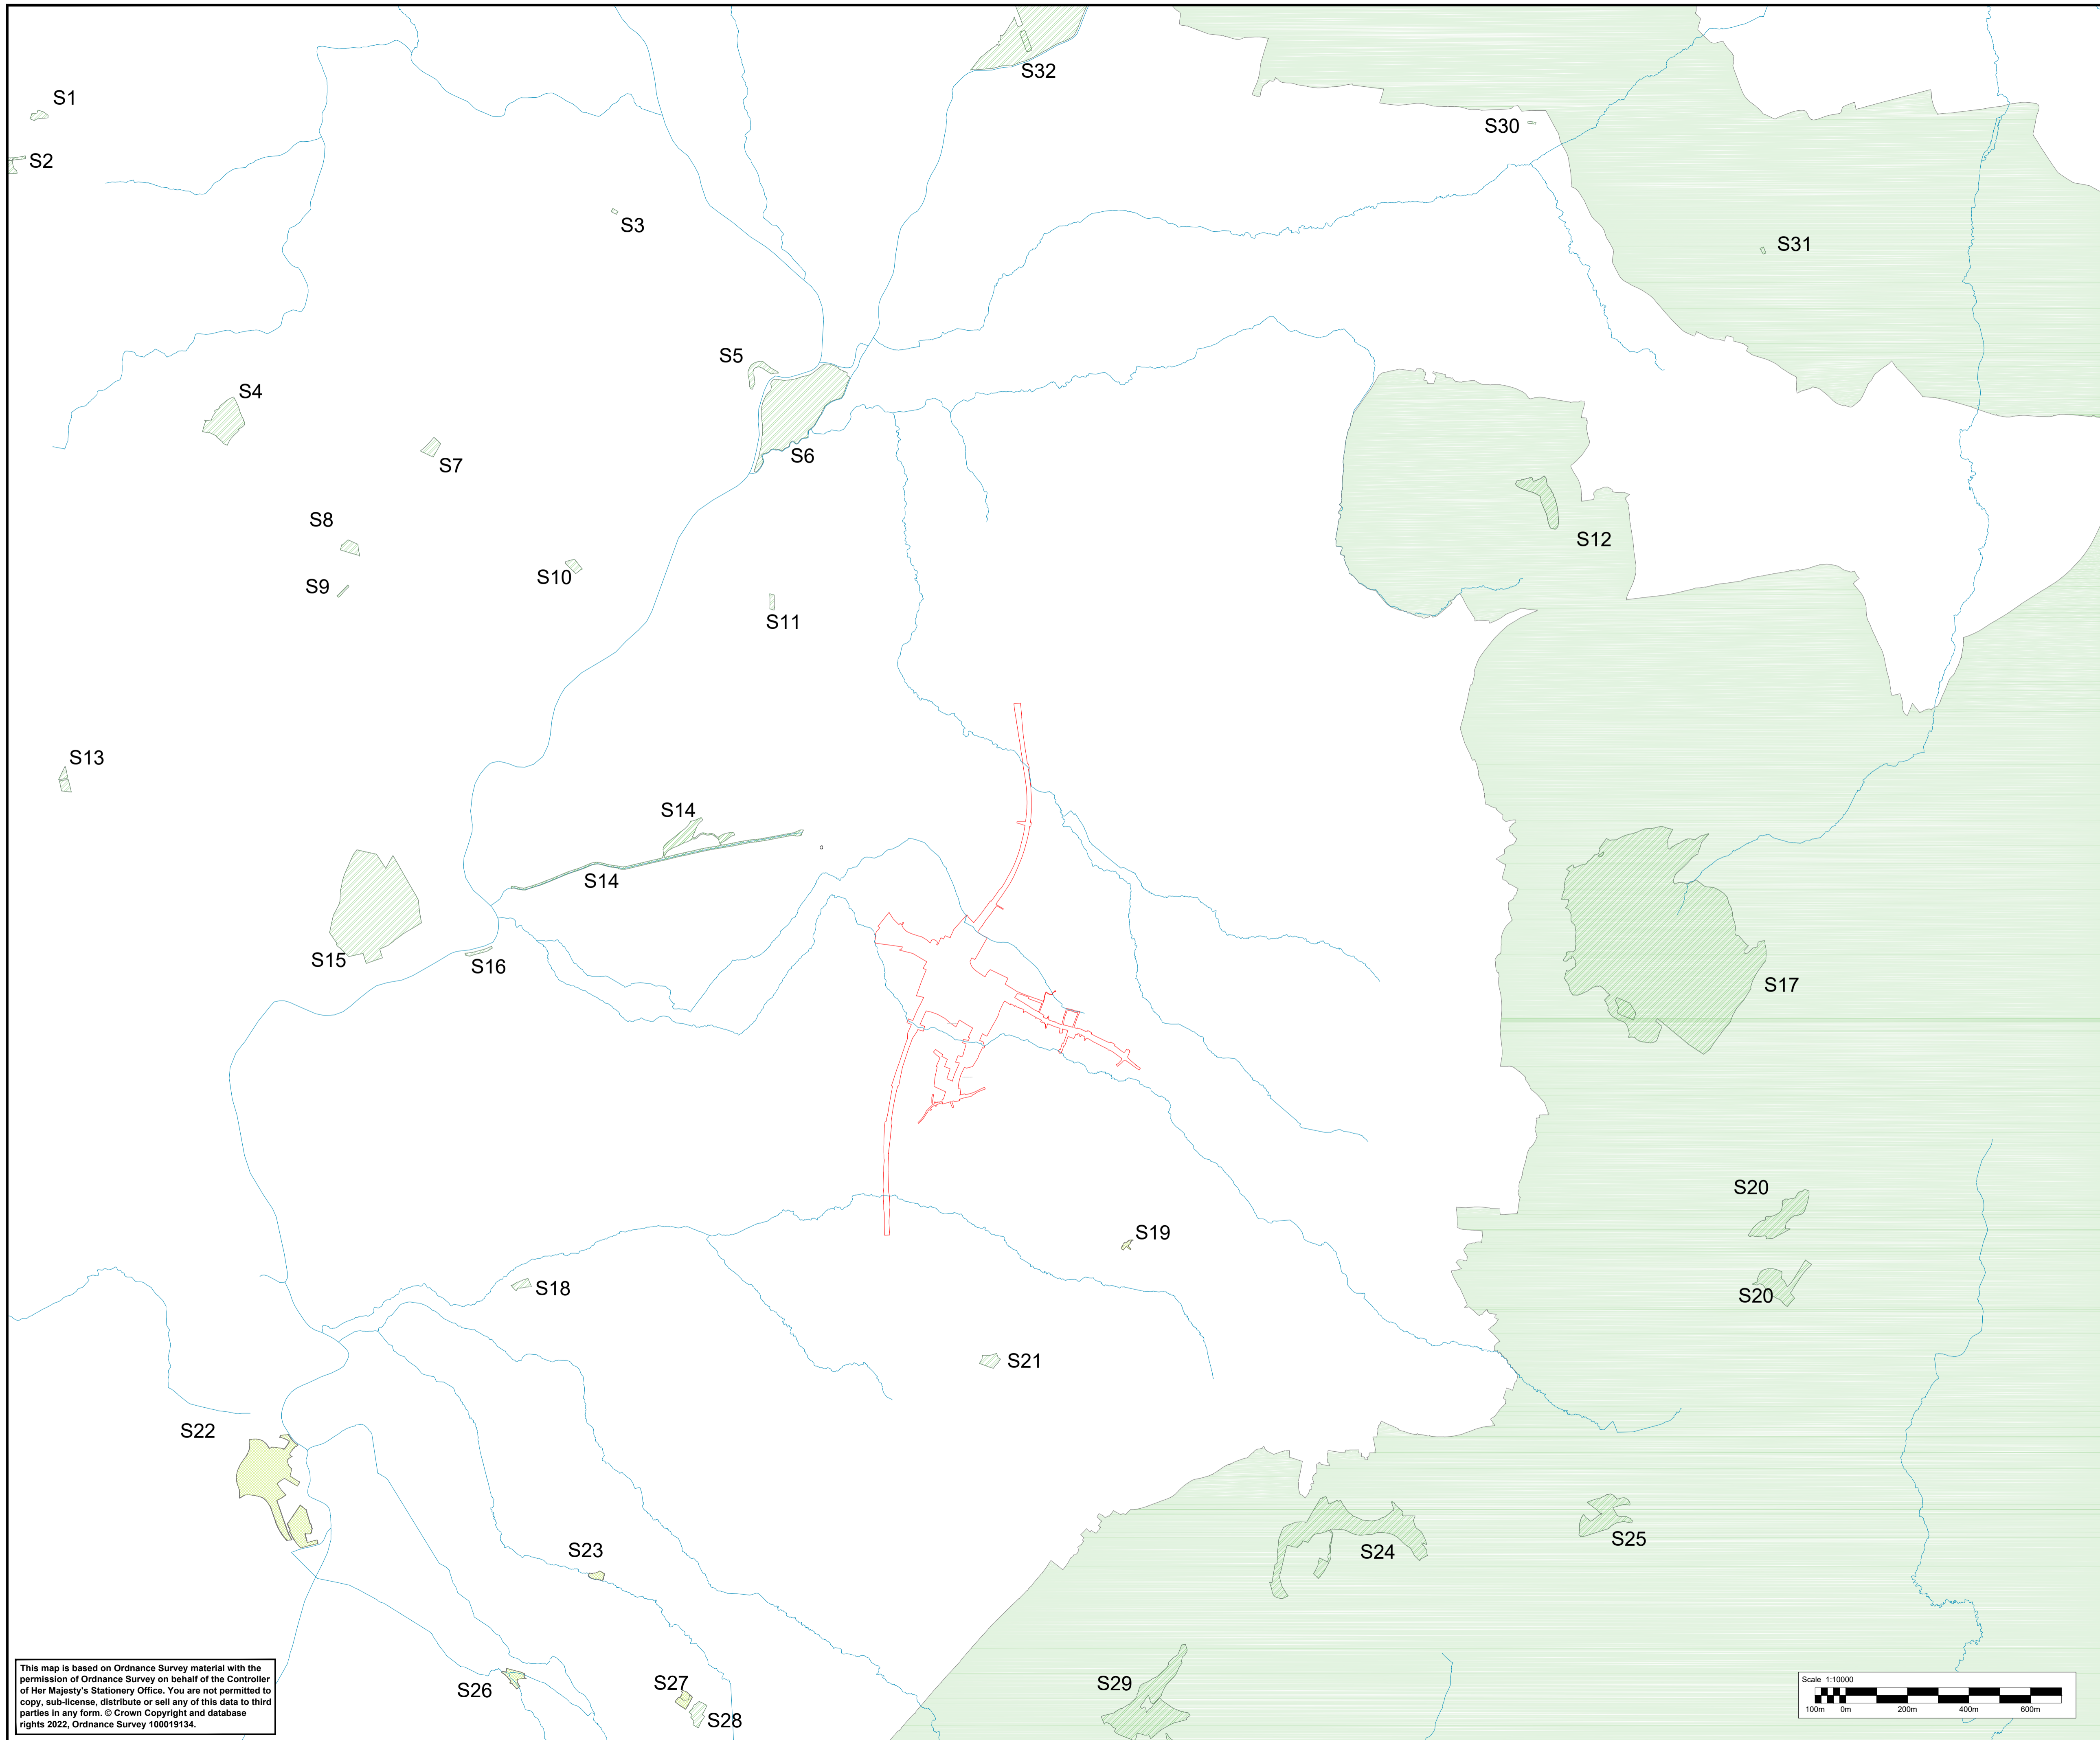 S32
S1
S30
S2
S3
S31
S5
S4
S6
S7
S8
S12
S10
S9
S11
S13
S14
S14
S15
S16
S17
S20
S19
S18
S20
S21
S22
S25
S23
S24
S29
S27
S26
S28
This map is based on Ordnance Survey material with the
permission of Ordnance Survey on behalf of the Controller
of Her Majesty's Stationery Office. You are not permitted to
copy, sub-license, distribute or sell any of this data to third
parties in any form. © Crown Copyright and database
rights 2022, Ordnance Survey 100019134.
Scale 1:10000
100m 0m 200m 400m 600m